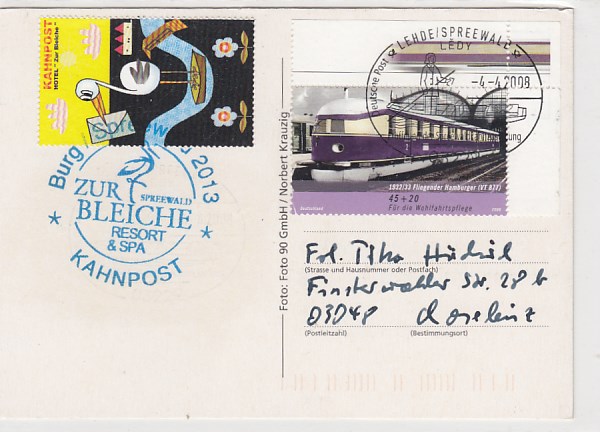 KAHNPOST
HOTEL "Zur Bleiche"
Burg Spreewald 2013
ZUR
SPREEWALD
BLEICHE
RESORT
& SPA
* KAHNPOST *
Foto: Foto 90 GmbH / Norbert Krauzig
LEHDE/SPREEWALD
LEDY
Deutsche Post
-4.-4.2008
1932/33 Fliegender Hamburger (VT 877)
45+20
Für die Wohlfahrtspflege
Deutschland
Frl.
(Strasse und Hausnummer oder Postfach)
Finsterwalder Str. 28 b
03048
(Postleitzahl) (Bestimmungsort)